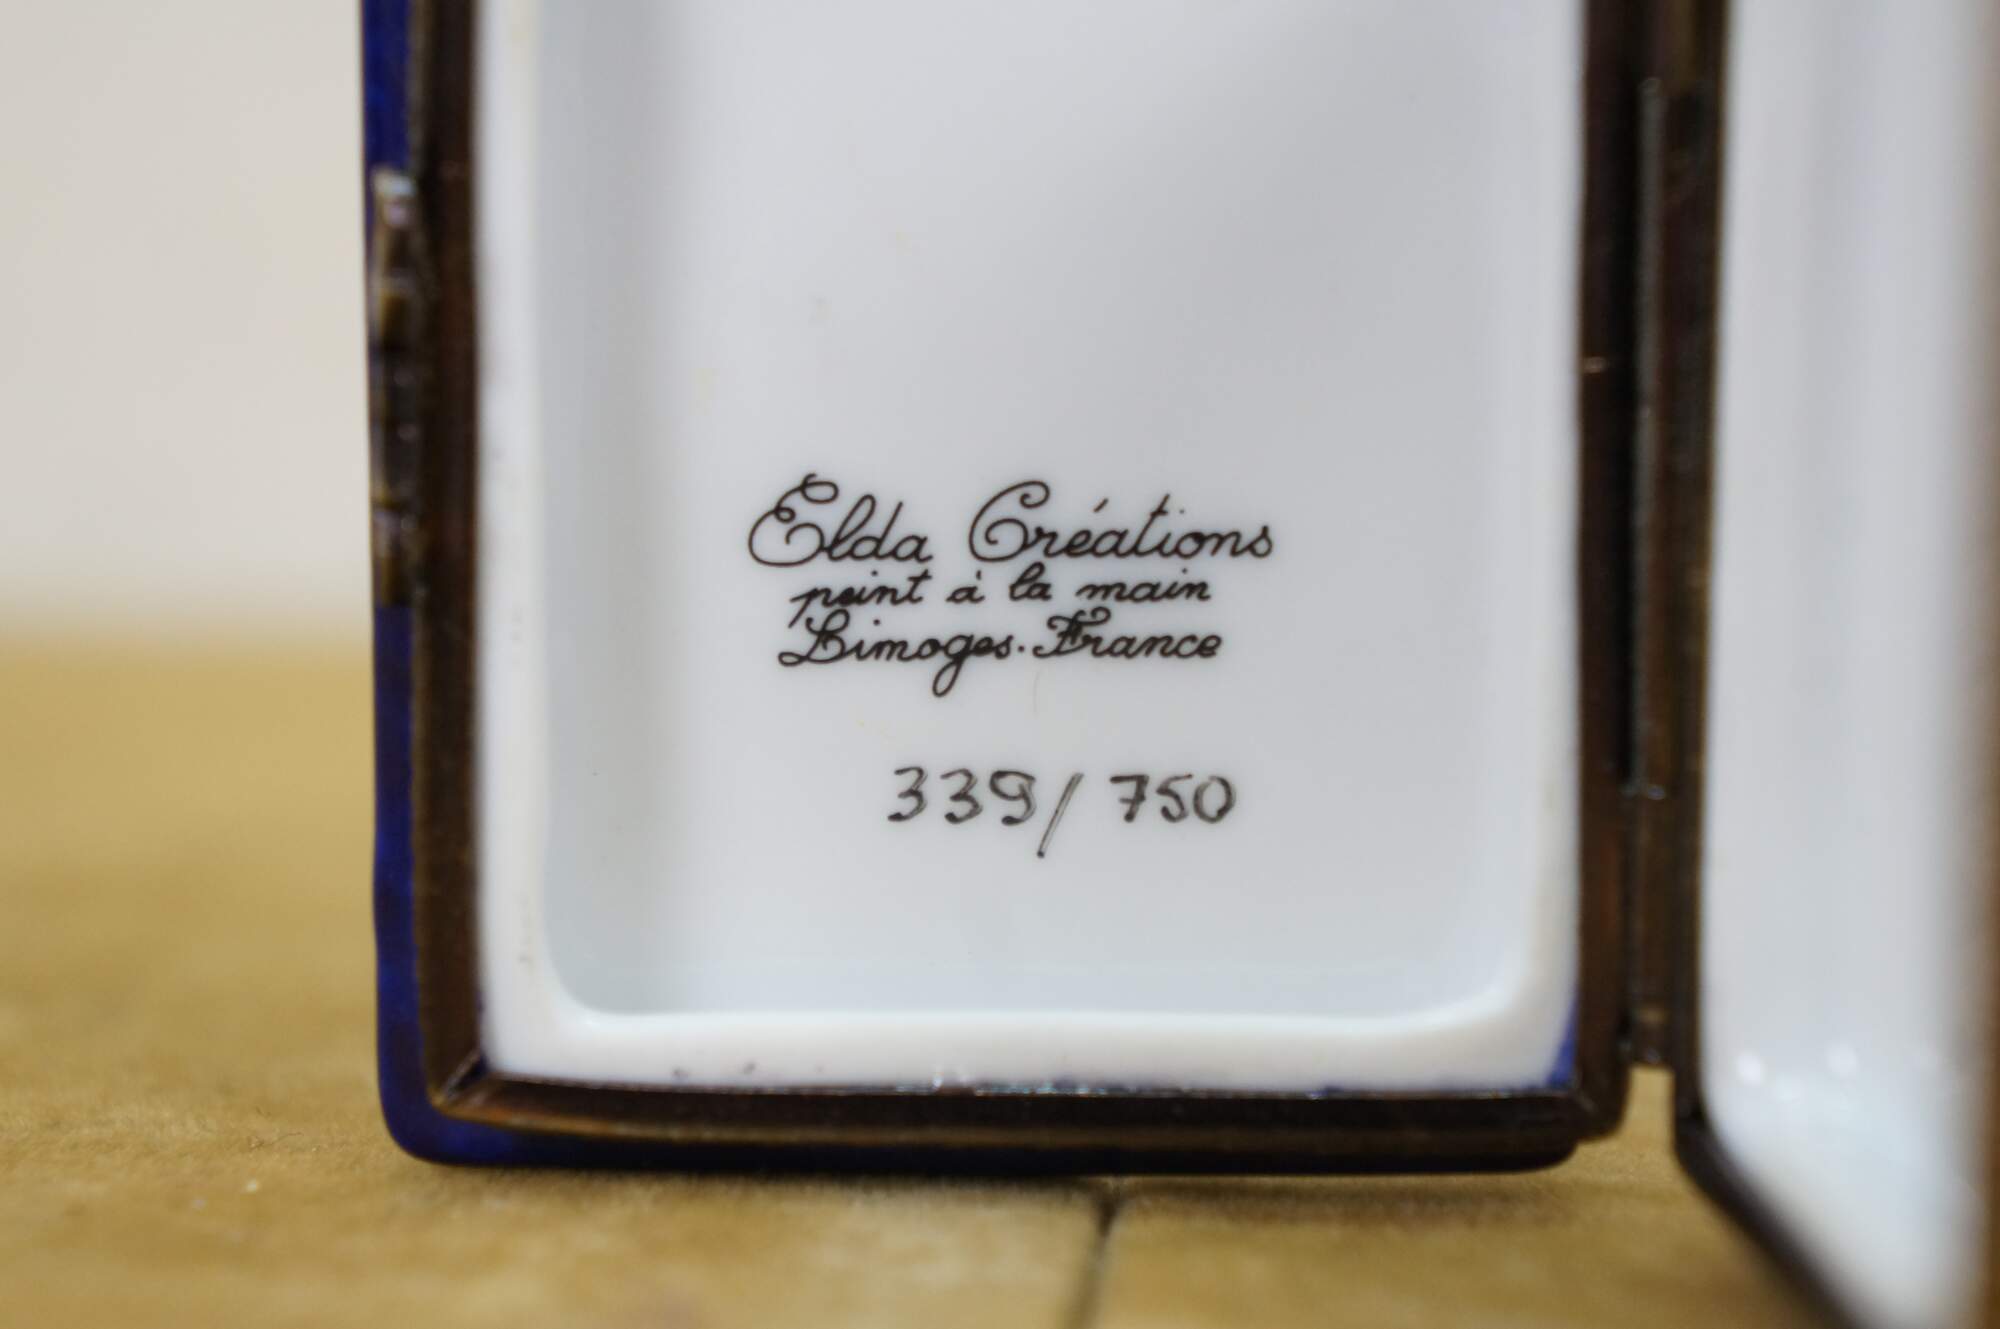 Elda Créations
peint à la main
Limoges.France
339/750